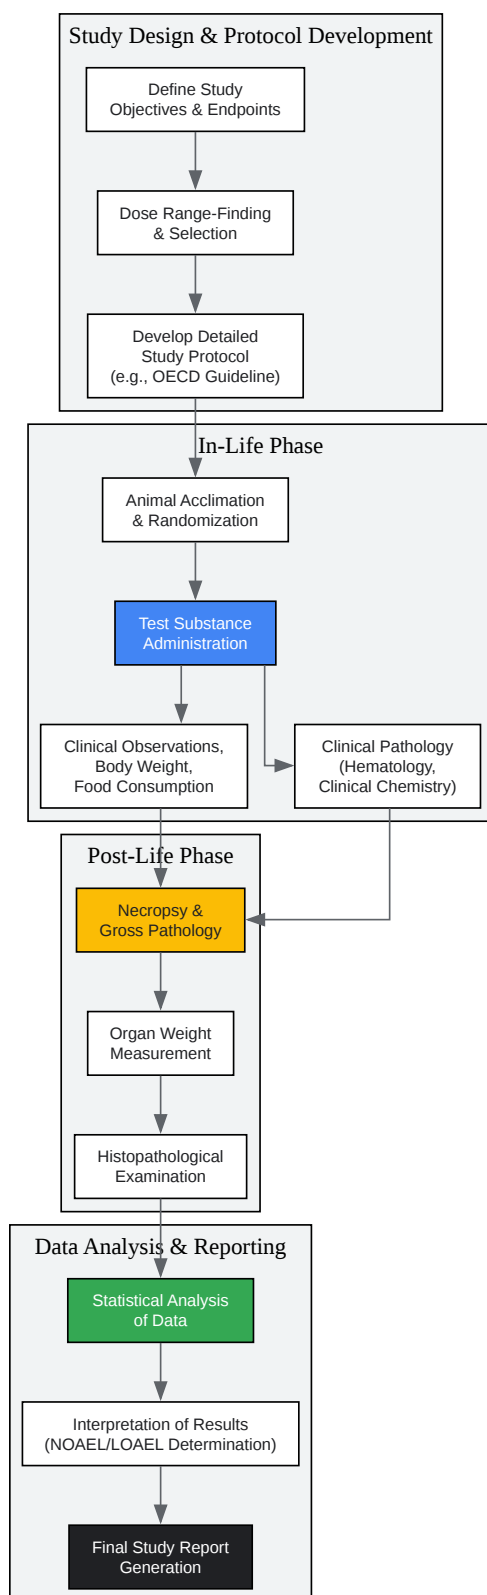 Study Design & Protocol Development
Define Study
Objectives & Endpoints
Dose Range-Finding
& Selection
Develop Detailed
Study Protocol
(e.g., OECD Guideline)
In-Life Phase
Animal Acclimation
& Randomization
Test Substance
Administration
Clinical Observations,
Body Weight,
Food Consumption
Clinical Pathology
(Hematology,
Clinical Chemistry)
Post-Life Phase
Necropsy &
Gross Pathology
Organ Weight
Measurement
Histopathological
Examination
Data Analysis & Reporting
Statistical Analysis
of Data
Interpretation of Results
(NOAEL/LOAEL Determination)
Final Study Report
Generation